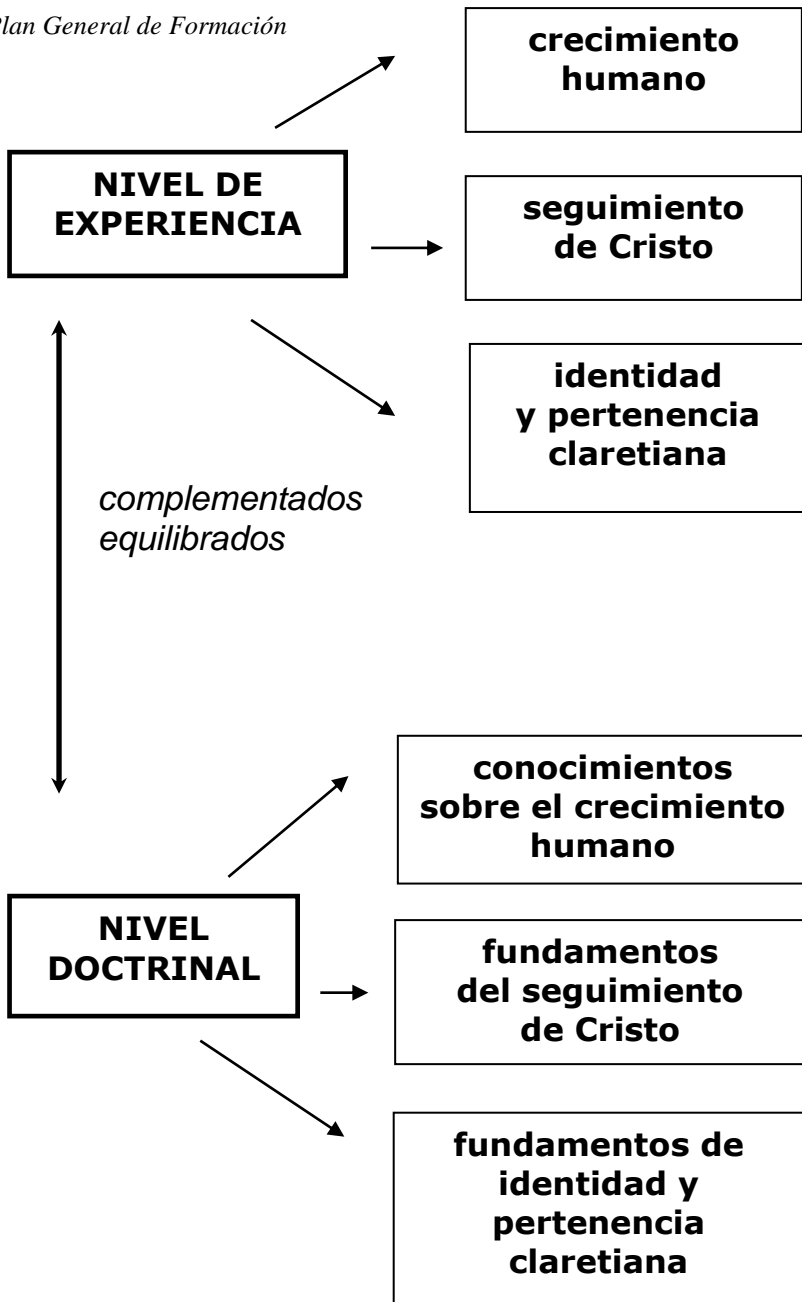 Plan General de Formación
crecimiento
humano
NIVEL DE
EXPERIENCIA
seguimiento
de Cristo
identidad
y pertenencia
claretiana
complementados
equilibrados
conocimientos
sobre el crecimiento
humano
NIVEL
DOCTRINAL
fundamentos
del seguimiento
de Cristo
fundamentos de
identidad y
pertenencia
claretiana